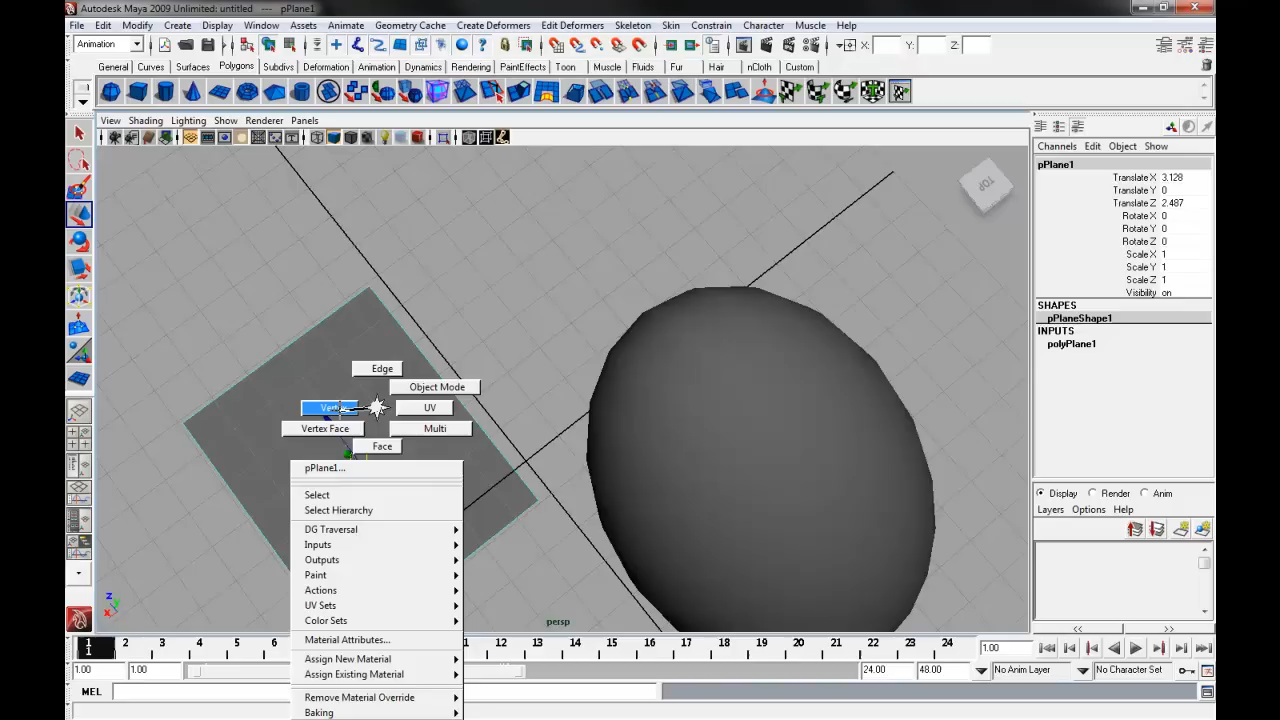 Autodesk Maya 2009 Unlimited: untitled --- pPlane1
File Edit Modify Create Display Window Assets Animate Geometry Cache Create Deformers Edit Deformers Skeleton Skin Constrain Character Muscle Help
Animation X: Y: Z:
General Curves Surfaces Polygons Subdivs Deformation Animation Dynamics Rendering PaintEffects Toon Muscle Fluids Fur Hair nCloth Custom
View Shading Lighting Show Renderer Panels
Channels Edit Object Show
pPlane1
Translate X 3.128
Translate Y 0
Translate Z 2.487
Rotate X 0
Rotate Y 0
Rotate Z 0
Scale X 1
Scale Y 1
Scale Z 1
Visibility on
SHAPES
pPlaneShape1
INPUTS
polyPlane1
TOP
Edge
Object Mode
Vertex UV
Vertex Face Multi
Face
pPlane1...
Select
Select Hierarchy
DG Traversal
Inputs
Outputs
Paint
Actions
UV Sets
Color Sets
Material Attributes...
Assign New Material
Assign Existing Material
Remove Material Override
Baking
Display Render Anim
Layers Options Help
z
y
x
persp
1 2 3 4 5 6 11 12 13 14 15 16 17 18 19 20 21 22 23 24 1.00
1
1.00 1.00 24.00 48.00 No Anim Layer No Character Set
MEL